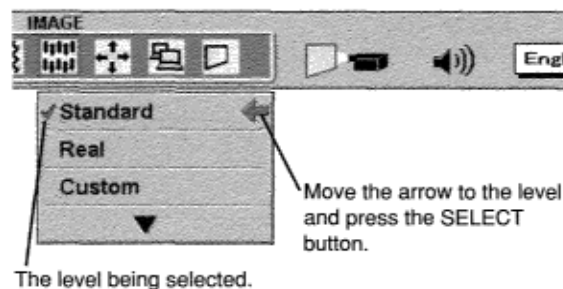 IMAGE
Engl
Standard
Real
Custom
Move the arrow to the level
and press the SELECT
button.
The level being selected.